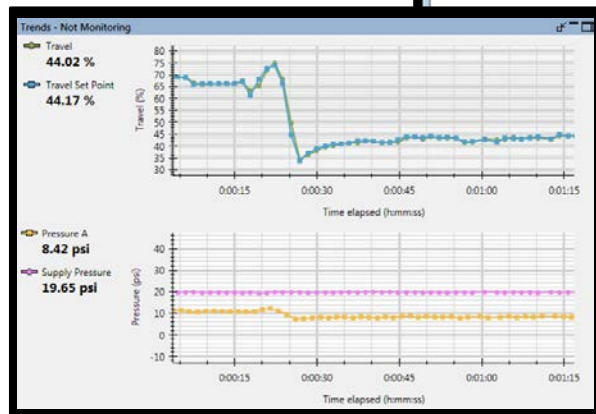 Trends - Not Monitoring
Travel
44.02 %
Travel Set Point
44.17 %
Travel (%)
80
75
70
65
60
55
50
45
40
35
30
0:00:15 0:00:30 0:00:45 0:01:00 0:01:15
Time elapsed (h:mm:ss)
Pressure A
8.42 psi
Supply Pressure
19.65 psi
Pressure (psi)
40
30
20
10
0
-10
0:00:15 0:00:30 0:00:45 0:01:00 0:01:15
Time elapsed (h:mm:ss)